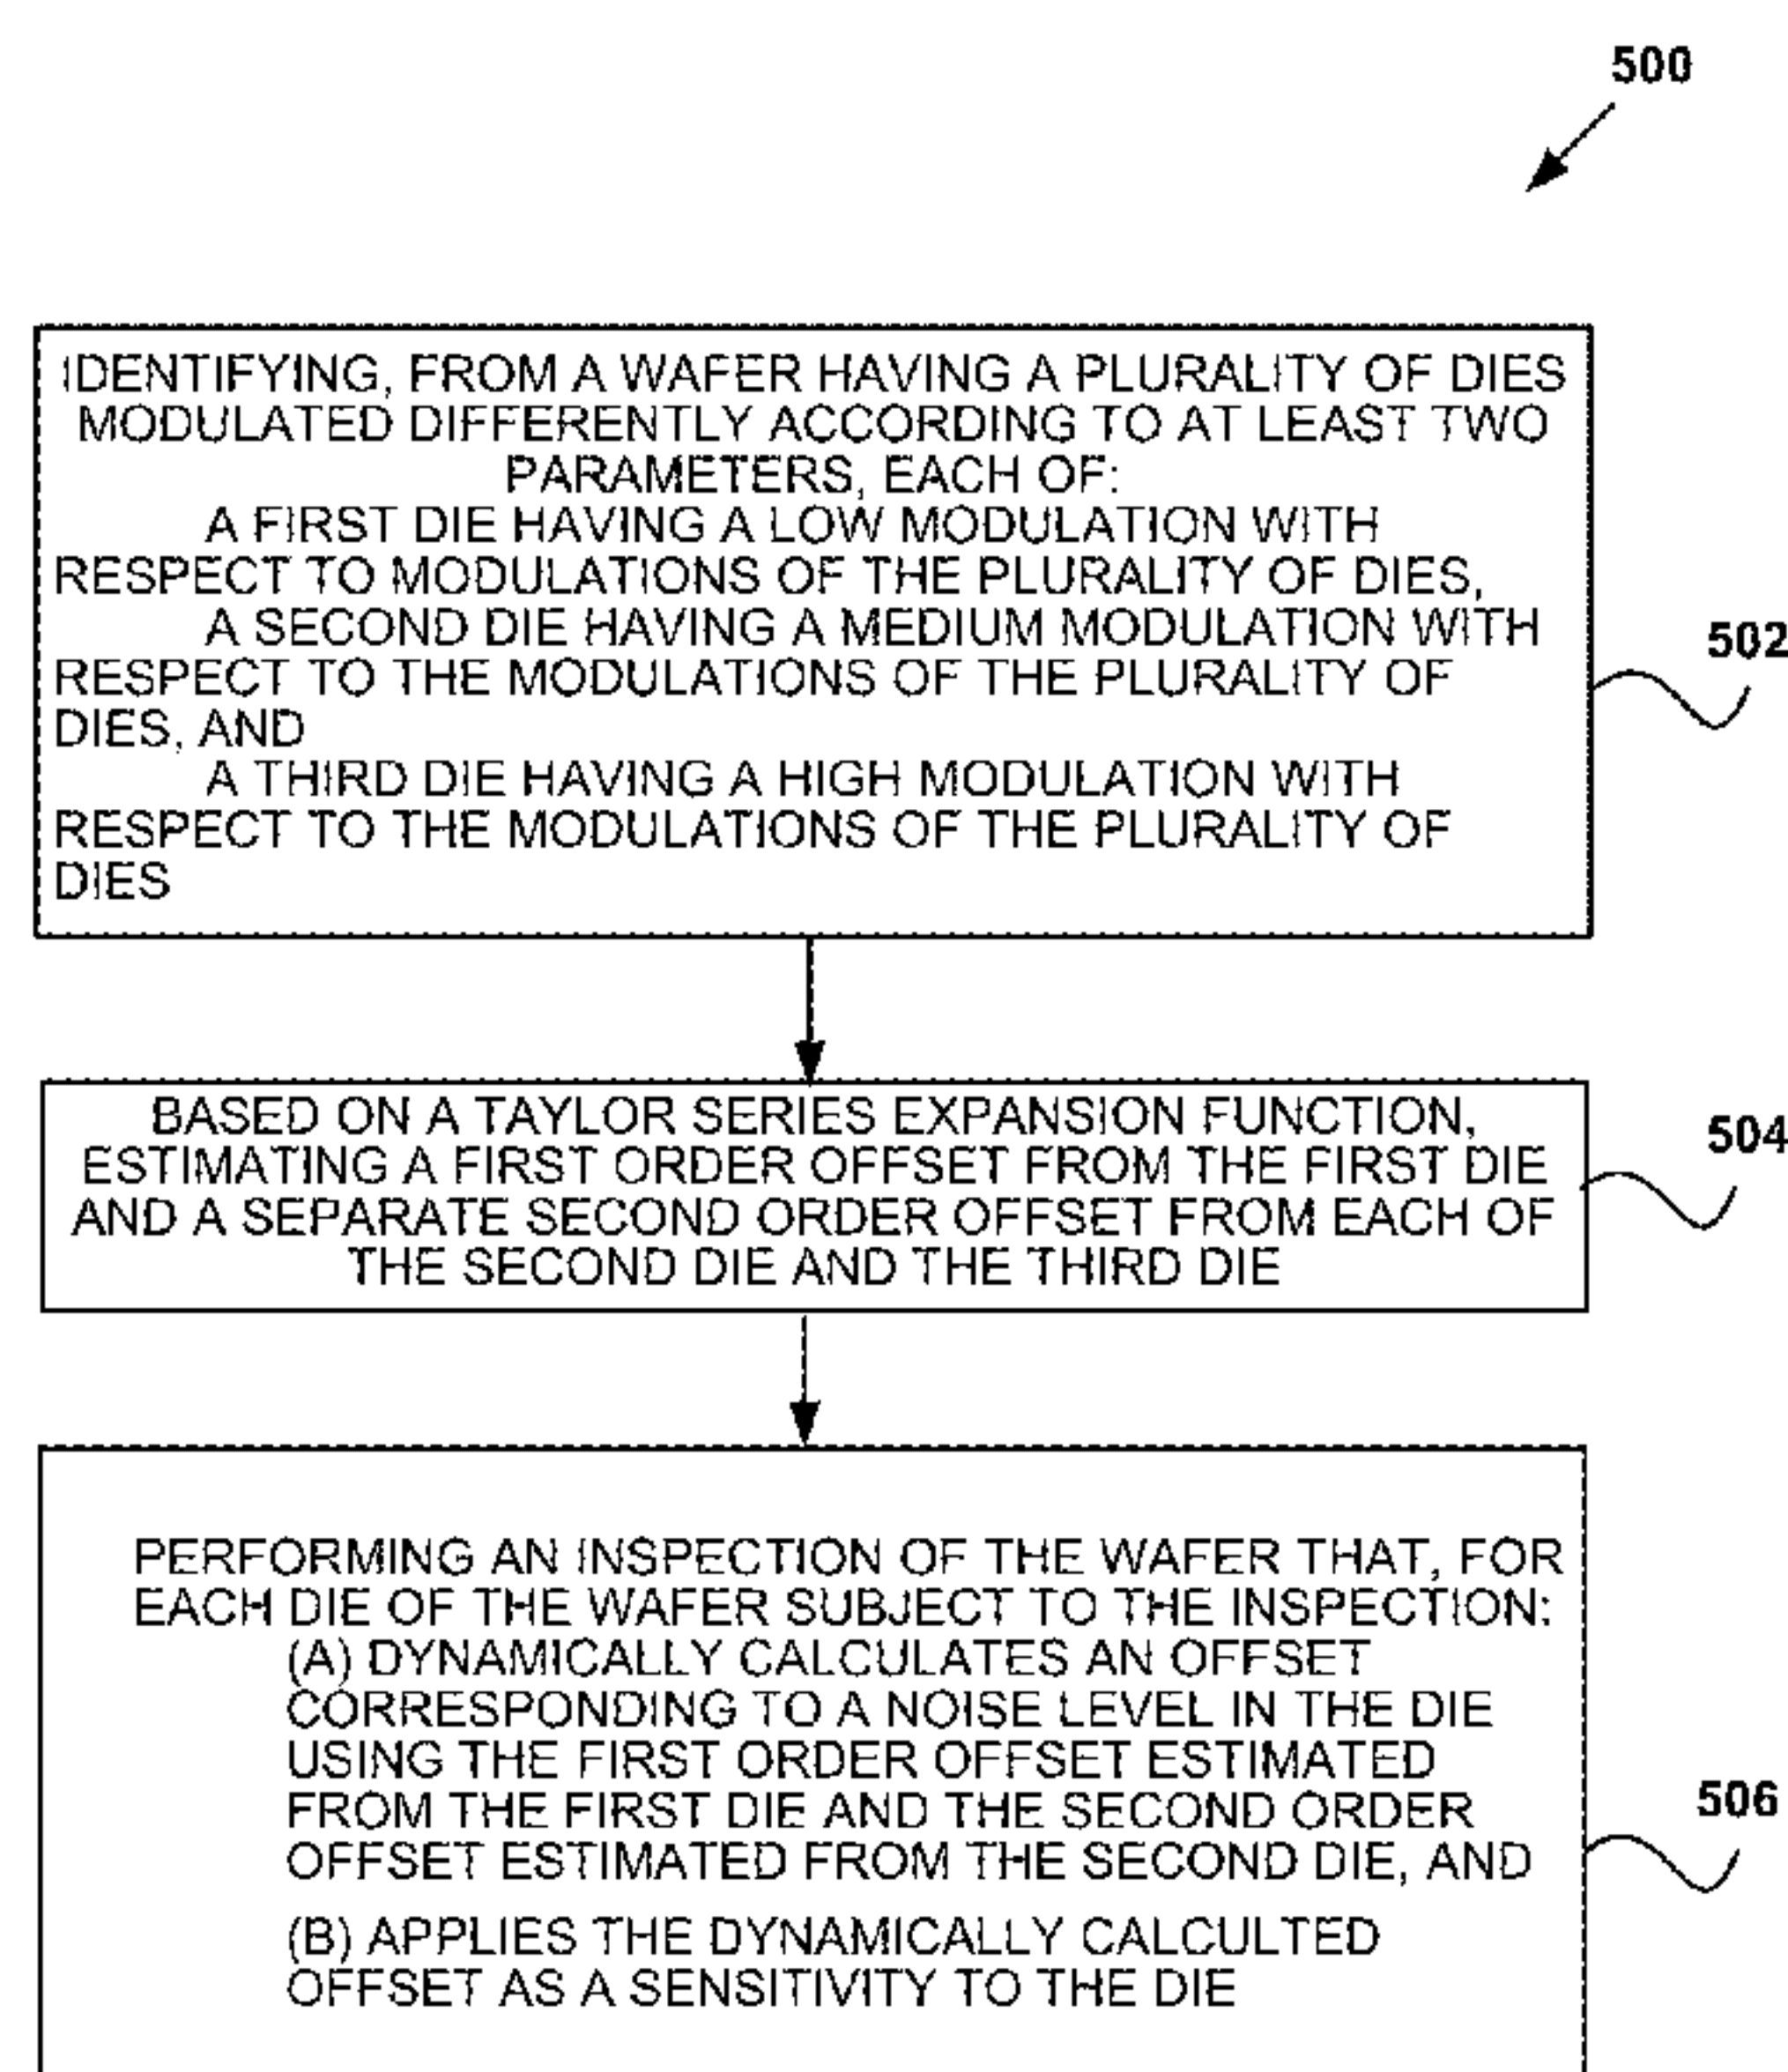 500
IDENTIFYING, FROM A WAFER HAVING A PLURALITY OF DIES
MODULATED DIFFERENTLY ACCORDING TO AT LEAST TWO
PARAMETERS, EACH OF:
A FIRST DIE HAVING A LOW MODULATION WITH
RESPECT TO MODULATIONS OF THE PLURALITY OF DIES,
A SECOND DIE HAVING A MEDIUM MODULATION WITH
RESPECT TO THE MODULATIONS OF THE PLURALITY OF
DIES, AND
A THIRD DIE HAVING A HIGH MODULATION WITH
RESPECT TO THE MODULATIONS OF THE PLURALITY OF
DIES
502
BASED ON A TAYLOR SERIES EXPANSION FUNCTION,
ESTIMATING A FIRST ORDER OFFSET FROM THE FIRST DIE
AND A SEPARATE SECOND ORDER OFFSET FROM EACH OF
THE SECOND DIE AND THE THIRD DIE
504
PERFORMING AN INSPECTION OF THE WAFER THAT, FOR
EACH DIE OF THE WAFER SUBJECT TO THE INSPECTION:
(A) DYNAMICALLY CALCULATES AN OFFSET
CORRESPONDING TO A NOISE LEVEL IN THE DIE
USING THE FIRST ORDER OFFSET ESTIMATED
FROM THE FIRST DIE AND THE SECOND ORDER
OFFSET ESTIMATED FROM THE SECOND DIE, AND
(B) APPLIES THE DYNAMICALLY CALCULTED
OFFSET AS A SENSITIVITY TO THE DIE
506